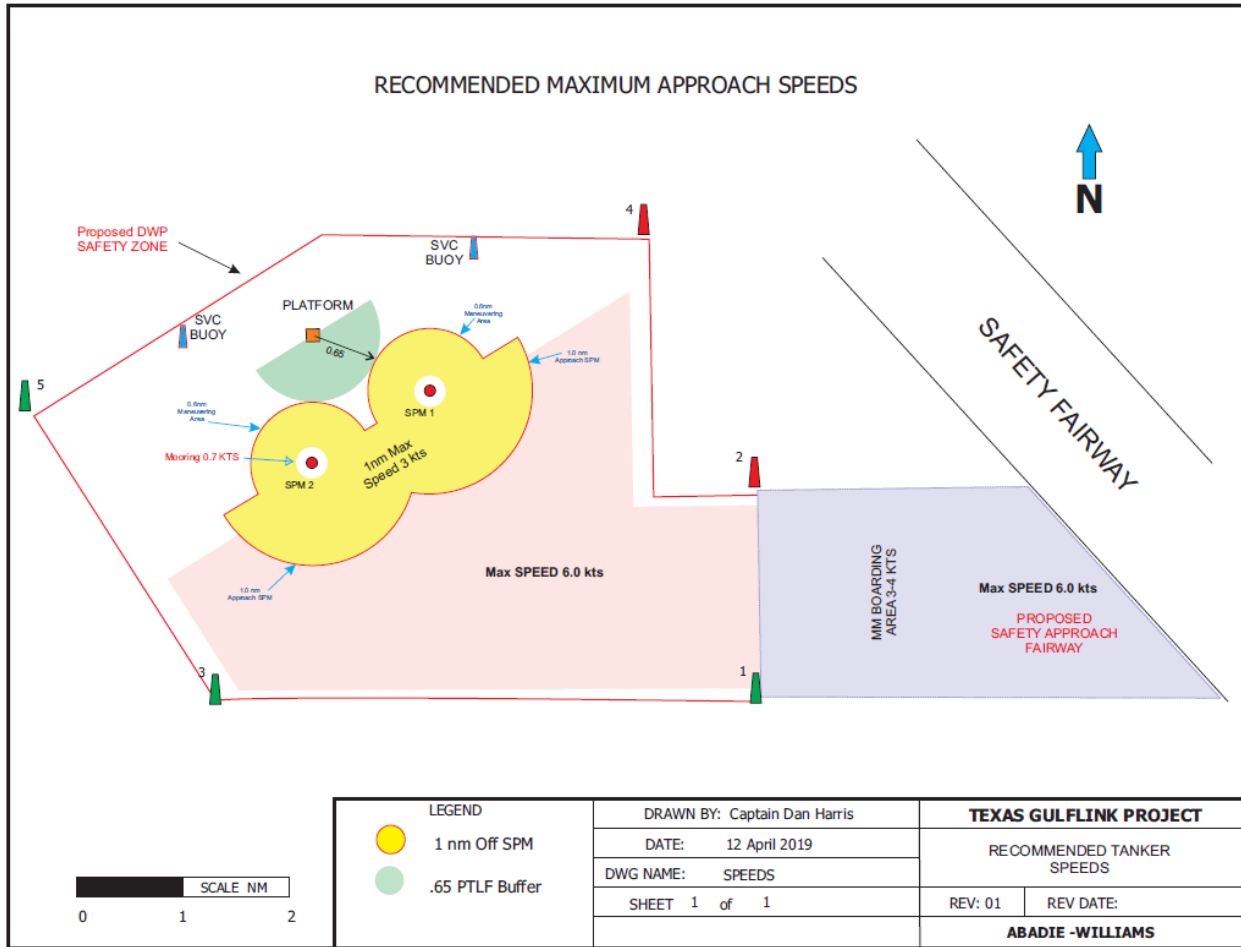 RECOMMENDED MAXIMUM APPROACH SPEEDS
N
4
Proposed DWP
SAFETY ZONE
SVC
BUOY
PLATFORM
0.6nm
Maneuvering
Area
SVC
BUOY
0.65
1.0 nm
Approach SPM
SAFETY FAIRWAY
5
0.6nm
Maneuvering
Area
SPM 1
1nm Max
Speed 3 kts
Mooring 0.7 KTS
SPM 2
2
Max SPEED 6.0 kts
1.0 nm
Approach SPM
MM BOARDING
AREA 3-4 KTS
Max SPEED 6.0 kts
PROPOSED
SAFETY APPROACH
FAIRWAY
3
1
SCALE NM
0 1 2
LEGEND
1 nm Off SPM
.65 PTLF Buffer
DRAWN BY: Captain Dan Harris
DATE: 12 April 2019
DWG NAME: SPEEDS
SHEET 1 of 1
TEXAS GULFLINK PROJECT
RECOMMENDED TANKER
SPEEDS
REV: 01 REV DATE:
ABADIE -WILLIAMS